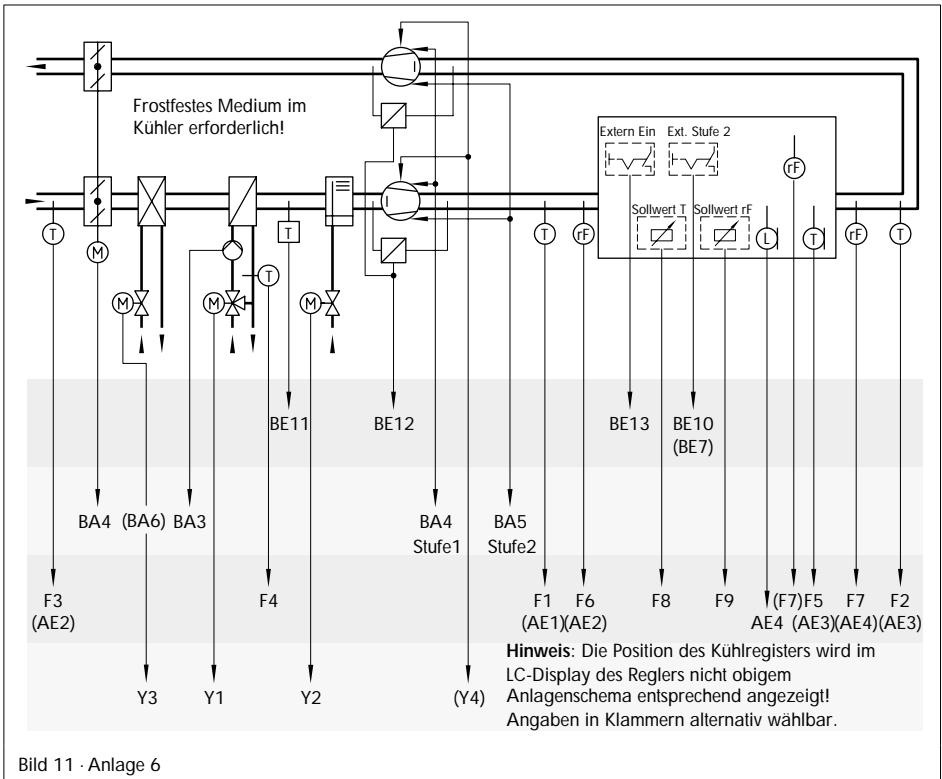 Frostfestes Medium im
Kühler erforderlich!
Extern Ein Ext. Stufe 2
rF
Sollwert T Sollwert rF
L T
T M T T rF rF T
T
M M M
BE11 BE12 BE13 BE10
(BE7)
BA4 (BA6) BA3 BA4 BA5
Stufe1 Stufe2
F3 F4 F1 F6 F8 F9 AE4 (F7) F5 F7 F2
(AE2) (AE1)(AE2) (AE3)(AE4)(AE3)
Hinweis: Die Position des Kühlregisters wird im
LC-Display des Reglers nicht obigem
Anlagenschema entsprechend angezeigt!
Angaben in Klammern alternativ wählbar.
Y3 Y1 Y2 (Y4)
Bild 11 · Anlage 6